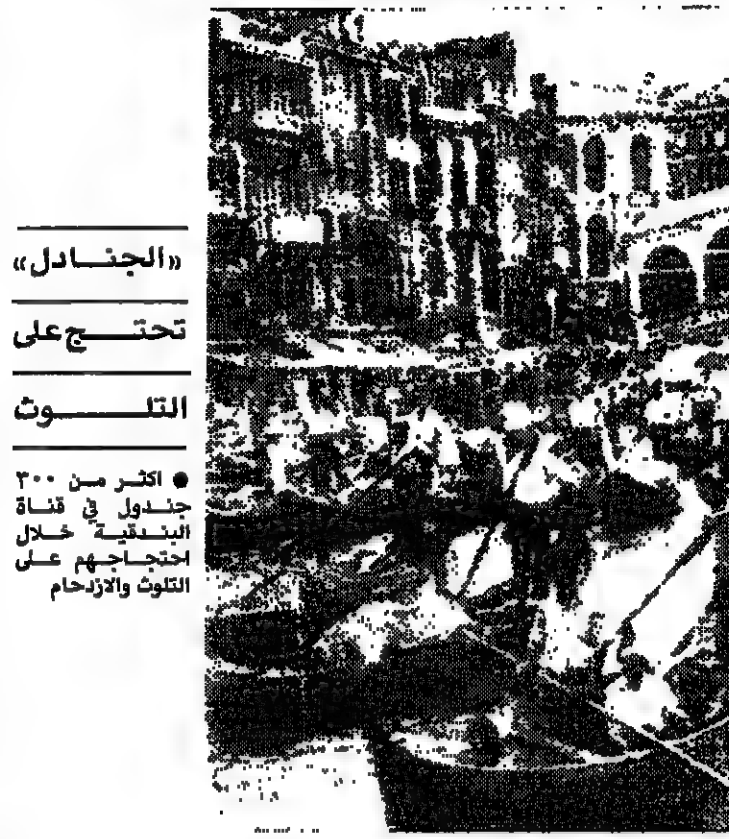 «الجنادل»
تحتج على
التلوث
● اكثر من ٣٠٠
جندول في قناة
البندقية خلال
احتجاجهم على
التلوث والازدحام